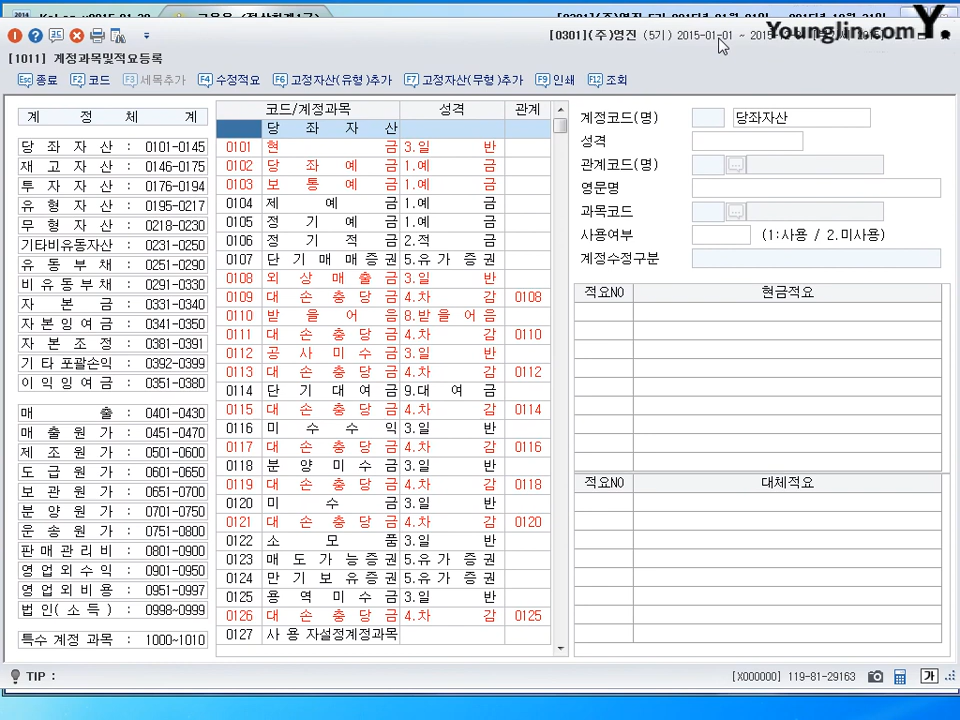 Younglin.com Y.
[0301](주)영진 (57기) 2015-01-01 ~ 2015-12
[1011] 계정과목및적요등록
Esc종료 F2코드 F3세목추가 F4수정적요 F6고정자산(유형)추가 F7고정자산(무형)추가 F9인쇄 F12조회
계 정 체 계
당 좌 자 산 : 0101-0145
재 고 자 산 : 0146-0175
투 자 자 산 : 0176-0194
유 형 자 산 : 0195-0217
무 형 자 산 : 0218-0230
기타비유동자산 : 0231-0250
유 동 부 채 : 0251-0290
비 유 동 부 채 : 0291-0330
자 본 금 : 0331-0340
자 본 잉 여 금 : 0341-0350
자 본 조 정 : 0381-0391
기 타 포괄손익 : 0392-0399
이 익 잉 여 금 : 0351-0380
매 출 : 0401-0430
매 출 원 가 : 0451-0470
제 조 원 가 : 0501-0600
도 급 원 가 : 0601-0650
보 관 원 가 : 0651-0700
분 양 원 가 : 0701-0750
운 송 원 가 : 0751-0800
판 매 관 리 비 : 0801-0900
영 업 외 수 익 : 0901-0950
영 업 외 비 용 : 0951-0997
법 인 ( 소 득 ) : 0998-0999
특수 계정 과목 : 1000~1010
코드/계정과목 성격 관계
당 좌 자 산
0101 현 금 3.일 반
0102 당 좌 예 금 1.예 금
0103 보 통 예 금 1.예 금
0104 제 예 금 1.예 금
0105 정 기 예 금 1.예 금
0106 정 기 적 금 2.적 금
0107 단 기 매 매 증 권 5.유 가 증 권
0108 외 상 매 출 금 3.일 반
0109 대 손 충 당 금 4.차 감 0108
0110 받 을 어 음 8.받 을 어 음
0111 대 손 충 당 금 4.차 감 0110
0112 공 사 미 수 금 3.일 반
0113 대 손 충 당 금 4.차 감 0112
0114 단 기 대 여 금 9.대 여 금
0115 대 손 충 당 금 4.차 감 0114
0116 미 수 수 익 3.일 반
0117 대 손 충 당 금 4.차 감 0116
0118 분 양 미 수 금 3.일 반
0119 대 손 충 당 금 4.차 감 0118
0120 미 수 금 3.일 반
0121 대 손 충 당 금 4.차 감 0120
0122 소 모 품 3.일 반
0123 매 도 가 능 증 권 5.유 가 증 권
0124 만 기 보 유 증 권 5.유 가 증 권
0125 용 역 미 수 금 3.일 반
0126 대 손 충 당 금 4.차 감 0125
0127 사 용 자설정계정과목
계정코드(명) 당좌자산
성격
관계코드(명)
영문명
과목코드
사용여부 (1:사용 / 2.미사용)
계정수정구분
적요NO 현금적요
적요NO 대체적요
TIP : [X000000] 119-81-29163 가